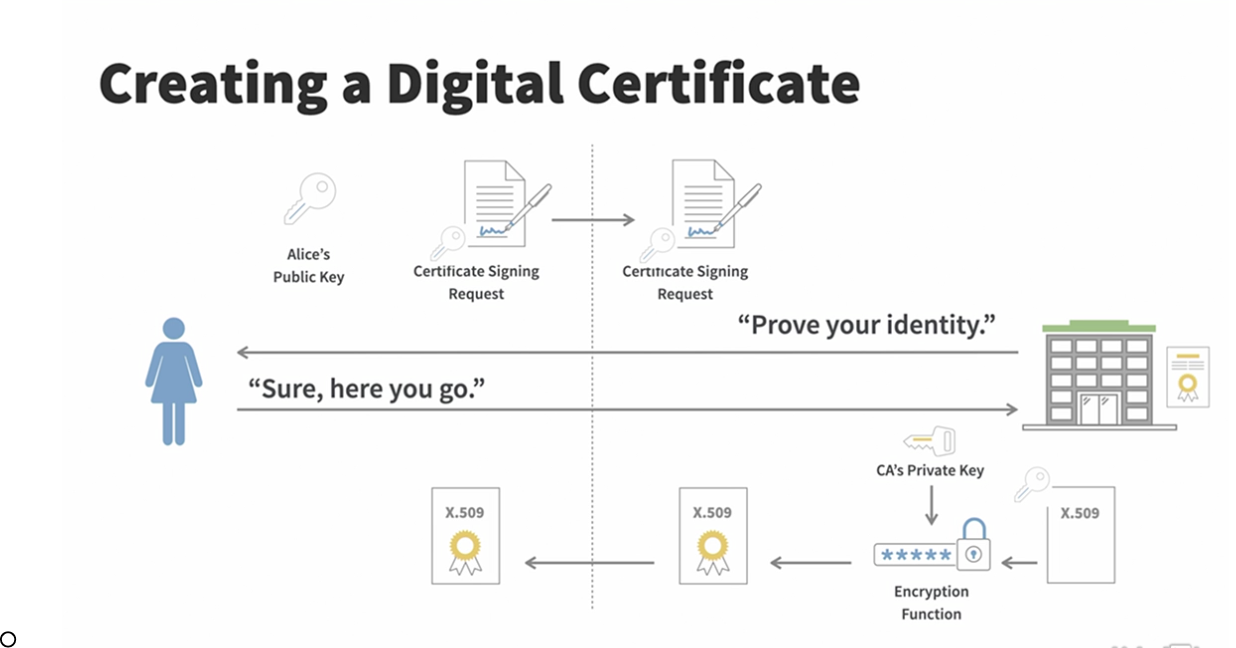 Creating a Digital Certificate
Alice's
Public Key
Certificate Signing
Request
Certificate Signing
Request
“Prove your identity.”
“Sure, here you go.”
CA's Private Key
X.509
X.509
*****
X.509
Encryption
Function